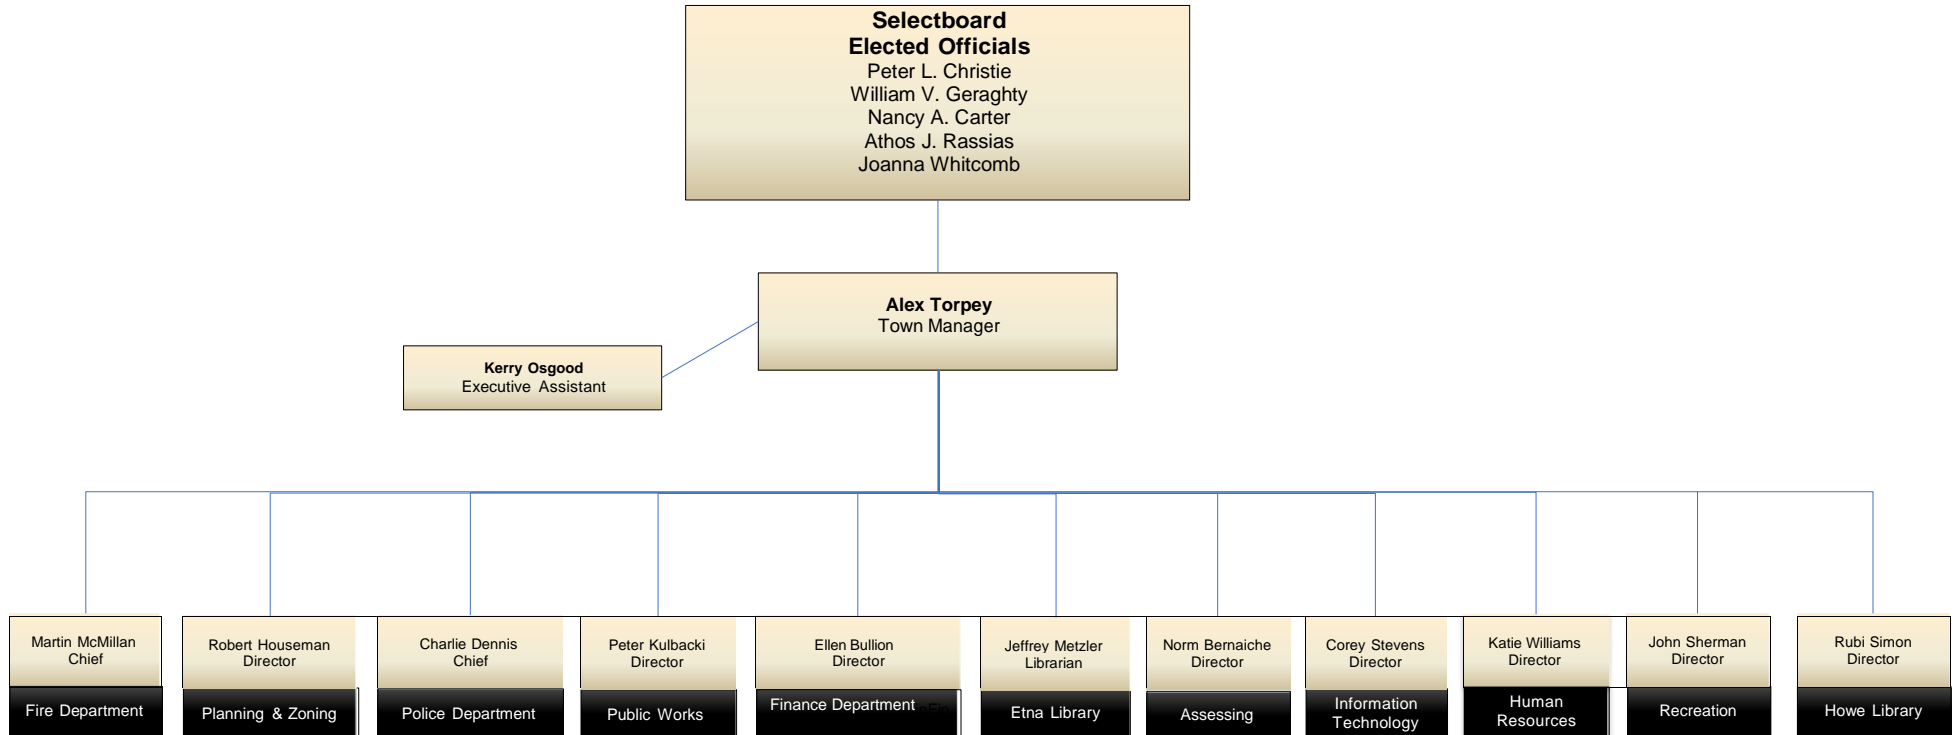 Selectboard
Elected Officials
Peter L. Christie
William V. Geraghty
Nancy A. Carter
Athos J. Rassias
Joanna Whitcomb
Alex Torpey
Town Manager
Kerry Osgood
Executive Assistant
Martin McMillan
Chief
Fire Department
Robert Houseman
Director
Planning & Zoning
Charlie Dennis
Chief
Police Department
Peter Kulbacki
Director
Public Works
Ellen Bullion
Director
Finance Department
Jeffrey Metzler
Librarian
Etna Library
Norm Bernaiche
Director
Assessing
Corey Stevens
Director
Information
Technology
Katie Williams
Director
Human
Resources
John Sherman
Director
Recreation
Rubi Simon
Director
Howe Library